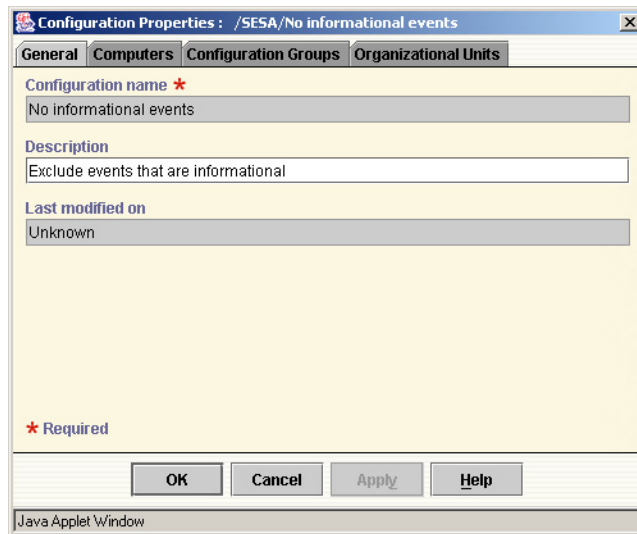 Configuration Properties : /SESA/No informational events
General Computers Configuration Groups Organizational Units
Configuration name *
No informational events
Description
Exclude events that are informational
Last modified on
Unknown
* Required
OK Cancel Apply Help
Java Applet Window